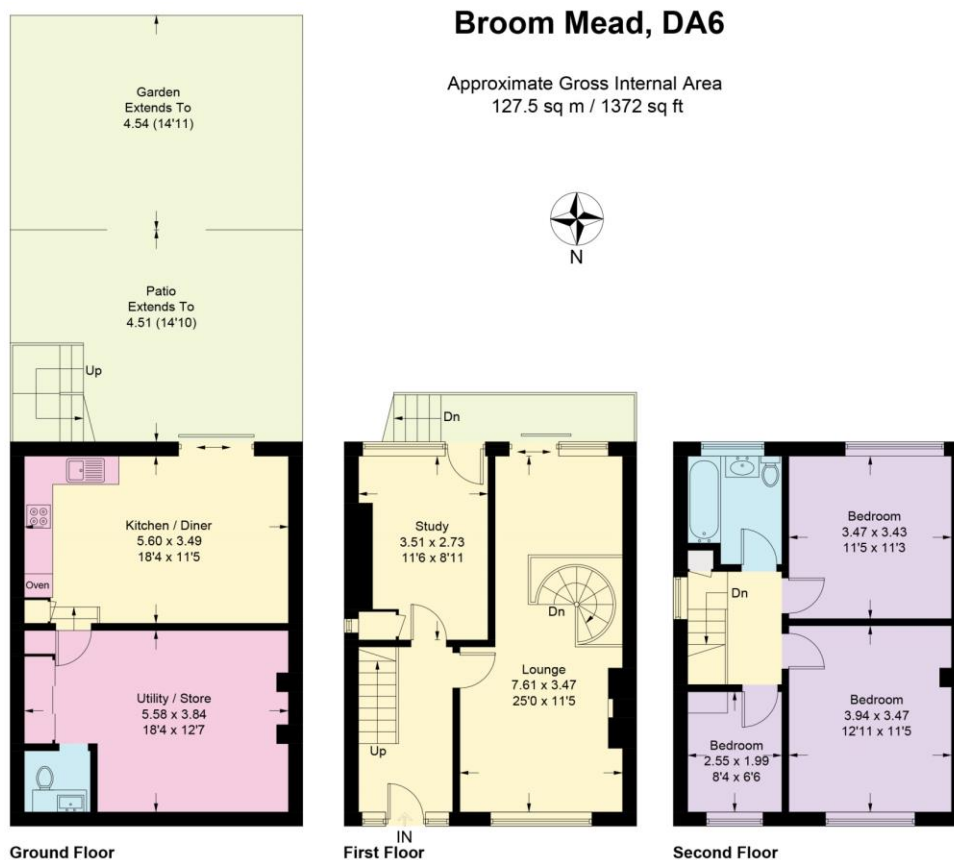 Broom Mead, DA6
Approximate Gross Internal Area
127.5 sq m / 1372 sq ft
N
Garden
Extends To
4.54 (14'11)
Patio
Extends To
4.51 (14'10)
Up
Kitchen / Diner
5.60 x 3.49
18'4 x 11'5
Oven
Utility / Store
5.58 x 3.84
18'4 x 12'7
Ground Floor
Dn
Study
3.51 x 2.73
11'6 x 8'11
Dn
Lounge
7.61 x 3.47
25'0 x 11'5
Up
IN
First Floor
Bedroom
3.47 x 3.43
11'5 x 11'3
Dn
Bedroom
3.94 x 3.47
12'11 x 11'5
Bedroom
2.55 x 1.99
8'4 x 6'6
Second Floor